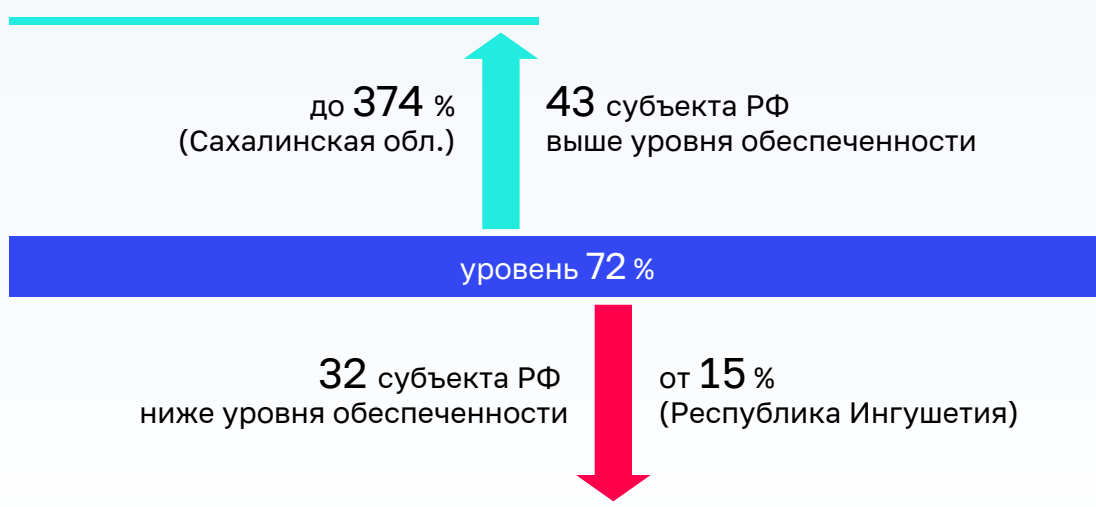 до 374 %
(Сахалинская обл.)
43 субъекта РФ
выше уровня обеспеченности
уровень 72 %
32 субъекта РФ
ниже уровня обеспеченности
от 15 %
(Республика Ингушетия)